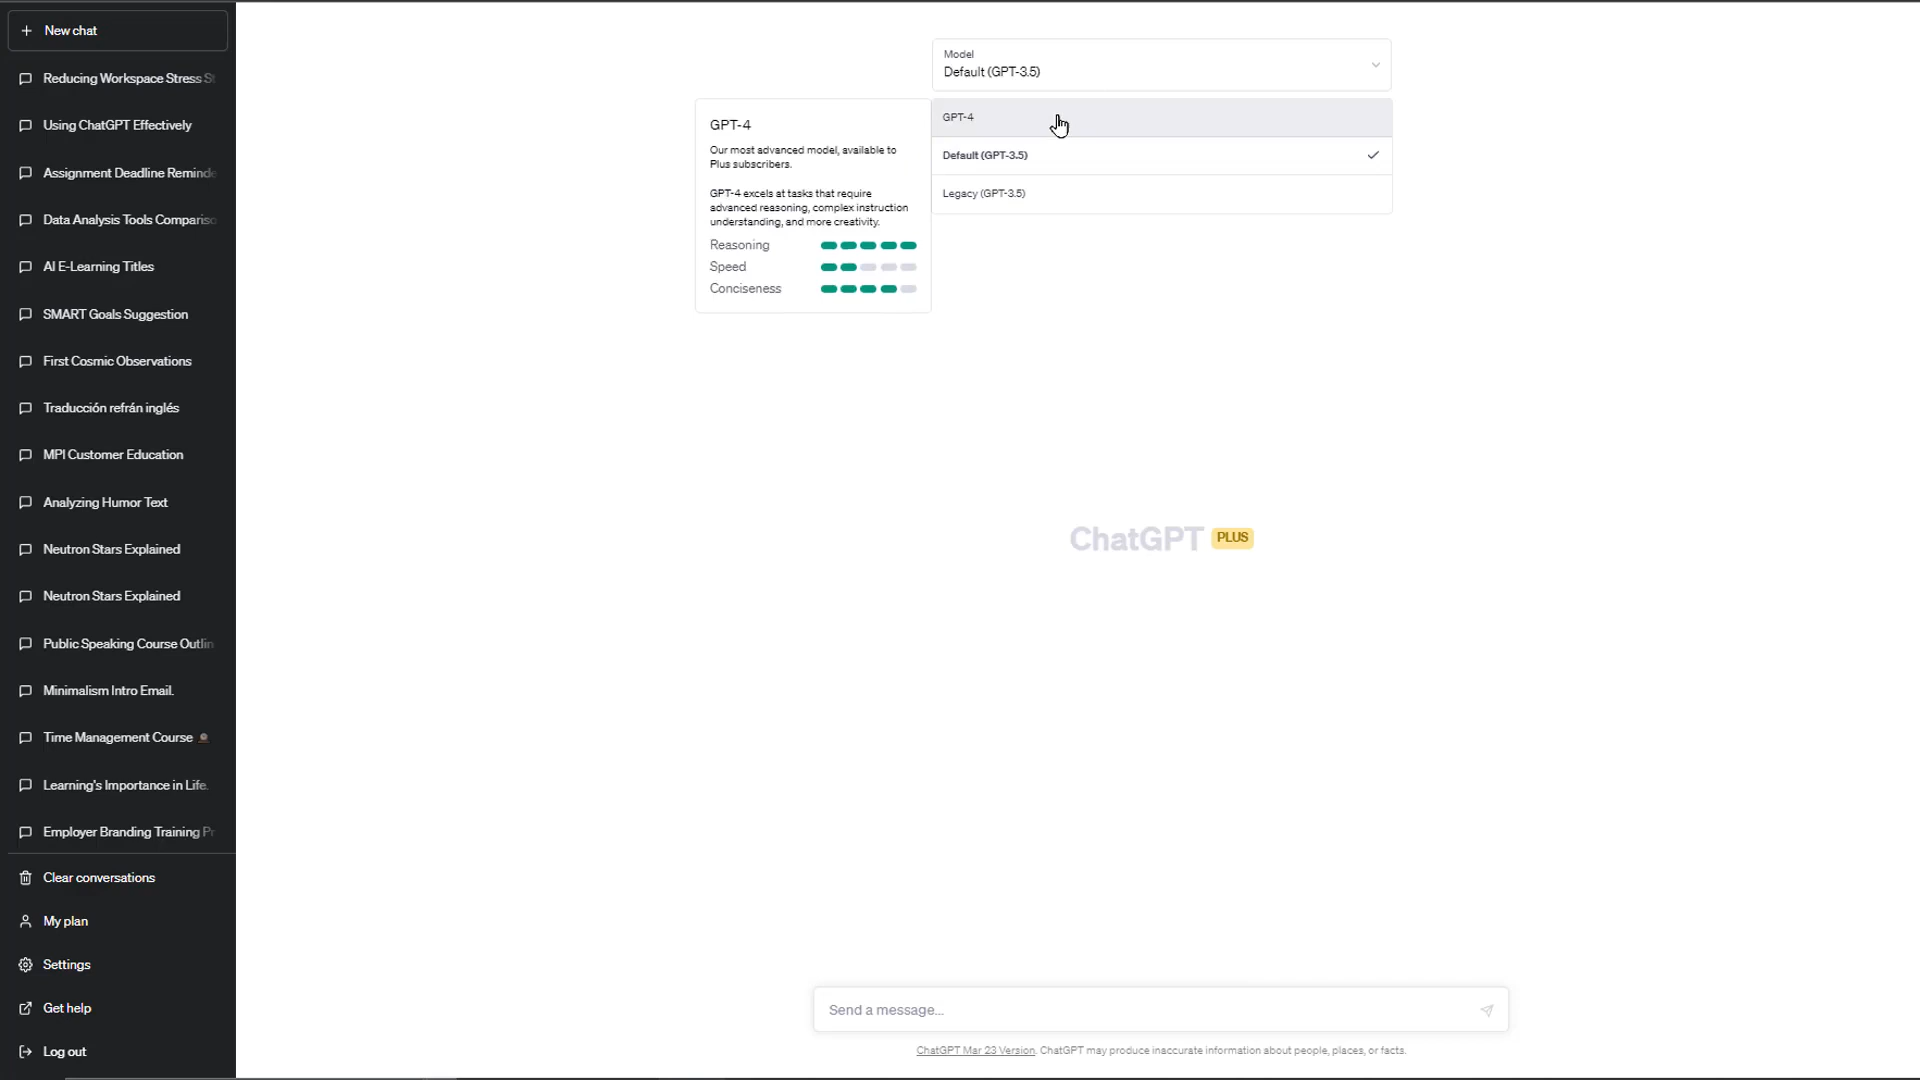 New chat
Reducing Workspace Stress S
Using ChatGPT Effectively
Assignment Deadline Reminde
Data Analysis Tools Compariso
AI E-Learning Titles
SMART Goals Suggestion
First Cosmic Observations
Traducción refrán inglés
MPI Customer Education
Analyzing Humor Text
Neutron Stars Explained
Neutron Stars Explained
Public Speaking Course Outlin
Minimalism Intro Email.
Time Management Course
Learning's Importance in Life.
Employer Branding Training Pr
Clear conversations
My plan
Settings
Get help
Log out
Model
Default (GPT-3.5)
GPT-4
Default (GPT-3.5)
Legacy (GPT-3.5)
GPT-4
Our most advanced model, available to
Plus subscribers.
GPT-4 excels at tasks that require
advanced reasoning, complex instruction
understanding, and more creativity.
Reasoning
Speed
Conciseness
ChatGPT PLUS
Send a message...
ChatGPT Mar 23 Version. ChatGPT may produce inaccurate information about people, places, or facts.